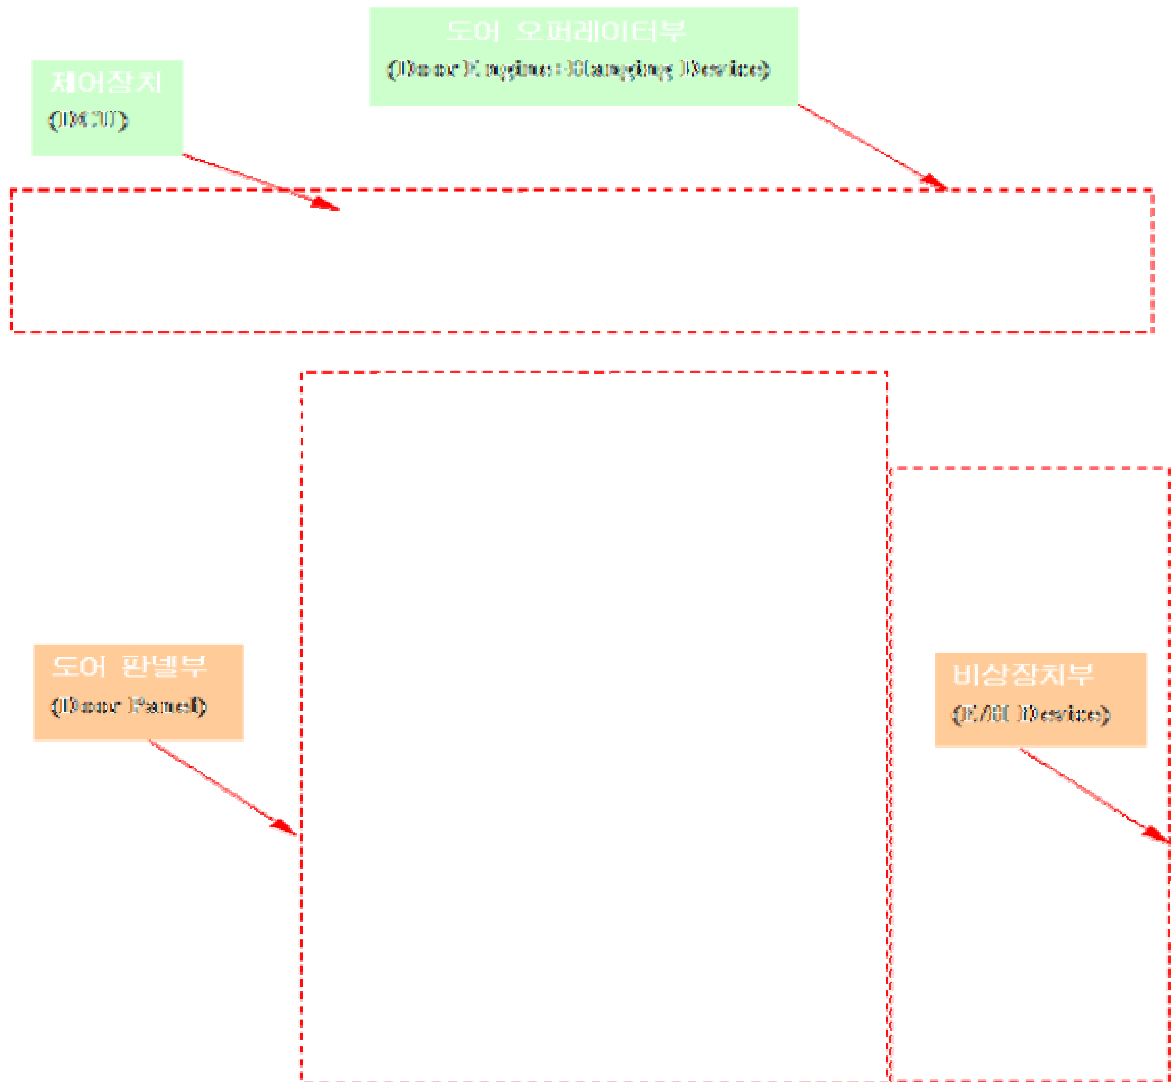 도어 오퍼레이터부
(Door Engine+Hanging Device)
제어장치
(DCU)
도어 판넬부
(Door Panel)
비상장치부
(E/H Device)